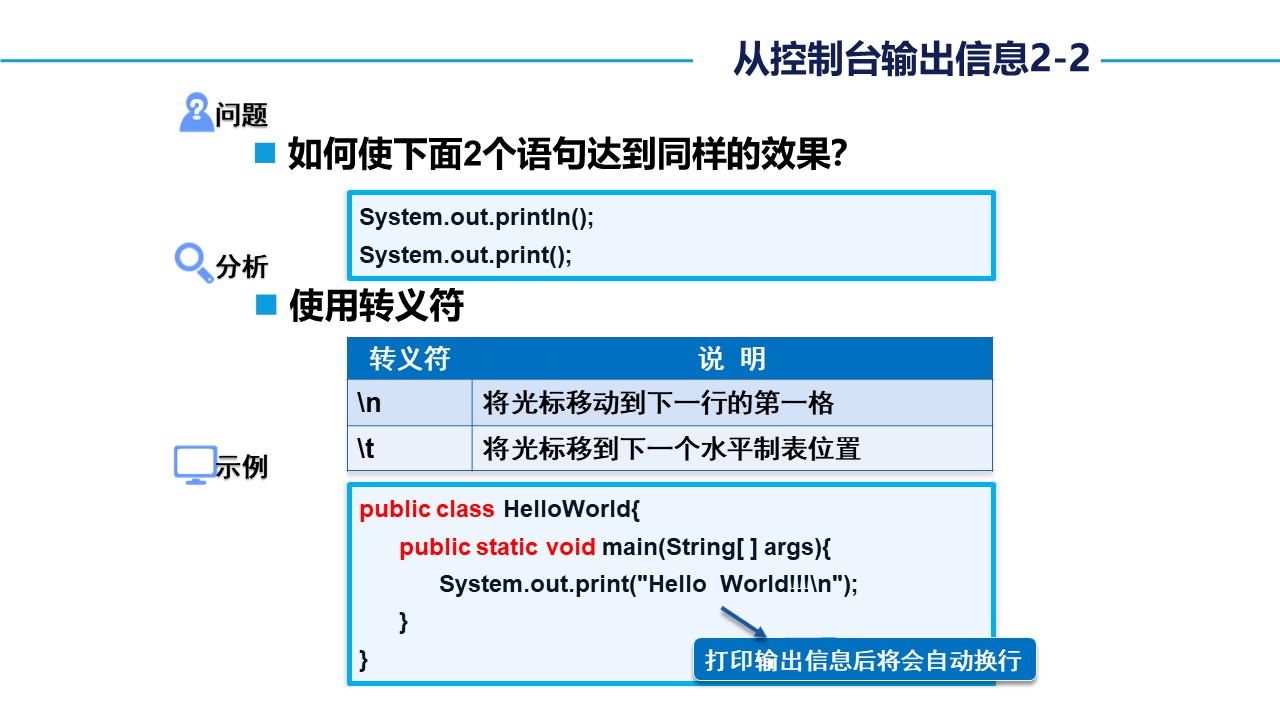 从控制台输出信息2-2
问题
如何使下面2个语句达到同样的效果?
System.out.println();
System.out.print();
分析
使用转义符
转义符 说 明
\n 将光标移动到下一行的第一格
\t 将光标移到下一个水平制表位置
示例
public class HelloWorld{
public static void main(String[ ] args){
System.out.print("Hello  World!!!\n");
}
}
打印输出信息后将会自动换行